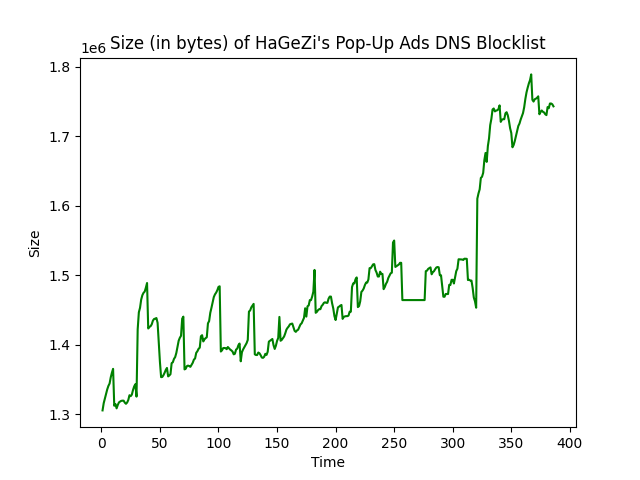 Size (in bytes) of HaGeZi's Pop-Up Ads DNS Blocklist
1e6
1.8
1.7
1.6
1.5
1.4
1.3
Size
0 50 100 150 200 250 300 350 400
Time